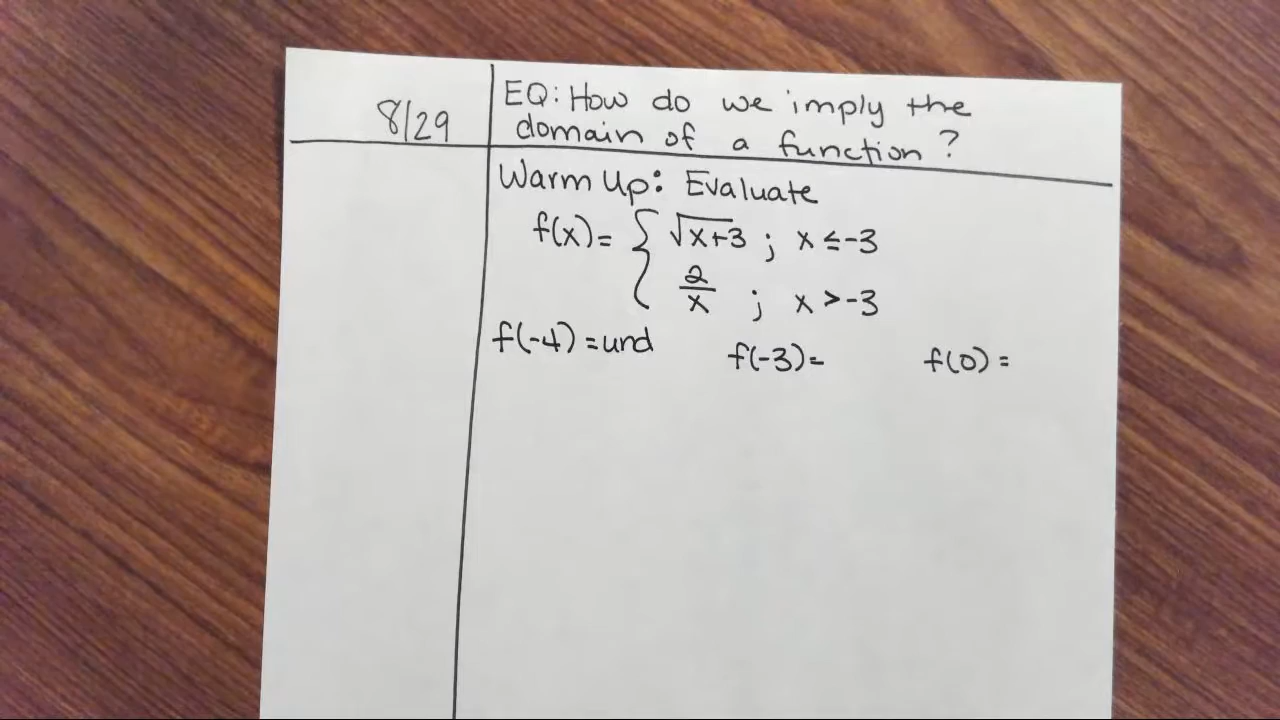 8/29
EQ: How do we imply the
domain of a function?
Warm Up: Evaluate
f(x)= { √x+3 ; x ≤ -3
2/x ; x > -3
f(-4) = und f(-3)= f(0) =